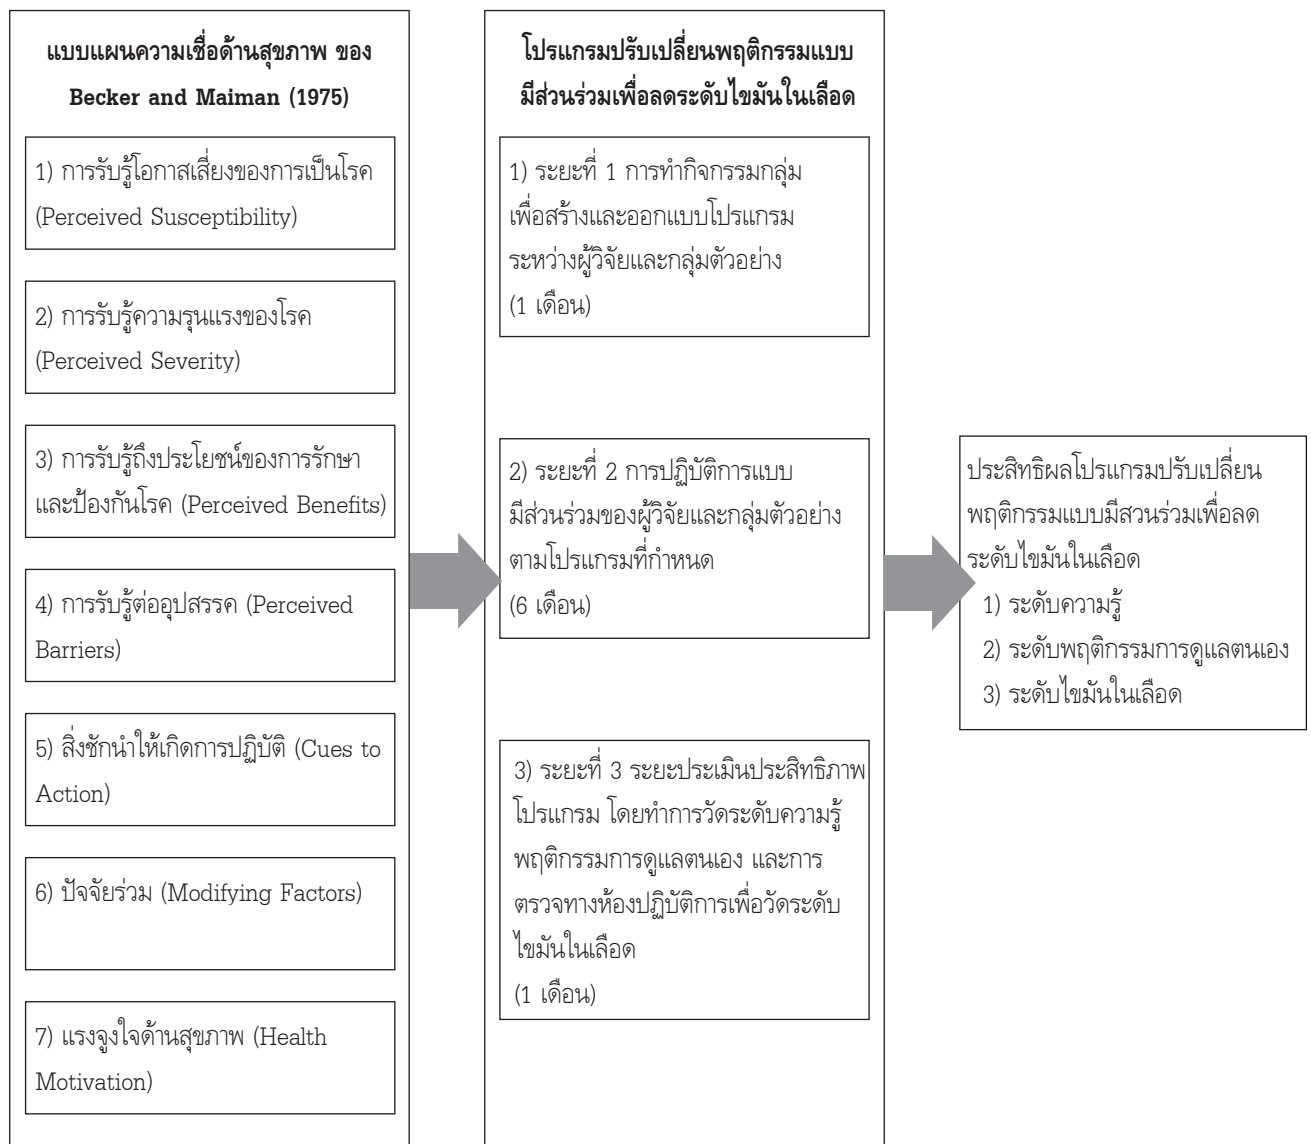 แบบแผนความเชื่อด้านสุขภาพ ของ
Becker and Maiman (1975)
1) การรับรู้โอกาสเสี่ยงของการเป็นโรค
(Perceived Susceptibility)
2) การรับรู้ความรุนแรงของโรค
(Perceived Severity)
3) การรับรู้ถึงประโยชน์ของการรักษา
และป้องกันโรค (Perceived Benefits)
4) การรับรู้ต่ออุปสรรค (Perceived
Barriers)
5) สิ่งชักนำให้เกิดการปฏิบัติ (Cues to
Action)
6) ปัจจัยร่วม (Modifying Factors)
7) แรงจูงใจด้านสุขภาพ (Health
Motivation)
โปรแกรมปรับเปลี่ยนพฤติกรรมแบบ
มีส่วนร่วมเพื่อลดระดับไขมันในเลือด
1) ระยะที่ 1 การทำกิจกรรมกลุ่ม
เพื่อสร้างและออกแบบโปรแกรม
ระหว่างผู้วิจัยและกลุ่มตัวอย่าง
(1 เดือน)
2) ระยะที่ 2 การปฏิบัติการแบบ
มีส่วนร่วมของผู้วิจัยและกลุ่มตัวอย่าง
ตามโปรแกรมที่กำหนด
(6 เดือน)
3) ระยะที่ 3 ระยะประเมินประสิทธิภาพ
โปรแกรม โดยทำการวัดระดับความรู้
พฤติกรรมการดูแลตนเอง และการ
ตรวจทางห้องปฏิบัติการเพื่อวัดระดับ
ไขมันในเลือด
(1 เดือน)
ประสิทธิผลโปรแกรมปรับเปลี่ยน
พฤติกรรมแบบมีสวนร่วมเพื่อลด
ระดับไขมันในเลือด
1) ระดับความรู้
2) ระดับพฤติกรรมการดูแลตนเอง
3) ระดับไขมันในเลือด